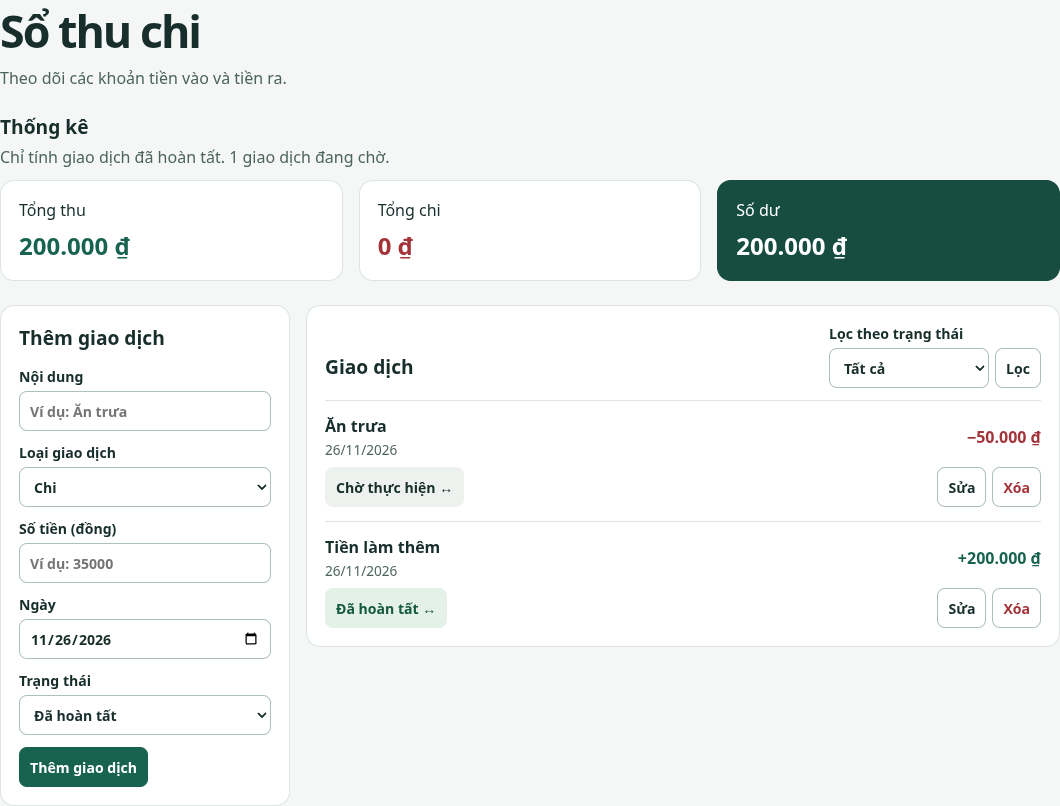 Sổ thu chi
Theo dõi các khoản tiền vào và tiền ra.
Thống kê
Chỉ tính giao dịch đã hoàn tất. 1 giao dịch đang chờ.
Tổng thu
200.000 ₫
Tổng chi
0 ₫
Số dư
200.000 ₫
Thêm giao dịch
Nội dung
Ví dụ: Ăn trưa
Loại giao dịch
Chi
Số tiền (đồng)
Ví dụ: 35000
Ngày
11/26/2026
Trạng thái
Đã hoàn tất
Thêm giao dịch
Giao dịch
Lọc theo trạng thái
Tất cả
Lọc
Ăn trưa
26/11/2026
−50.000 ₫
Chờ thực hiện ↔
Sửa
Xóa
Tiền làm thêm
26/11/2026
+200.000 ₫
Đã hoàn tất ↔
Sửa
Xóa